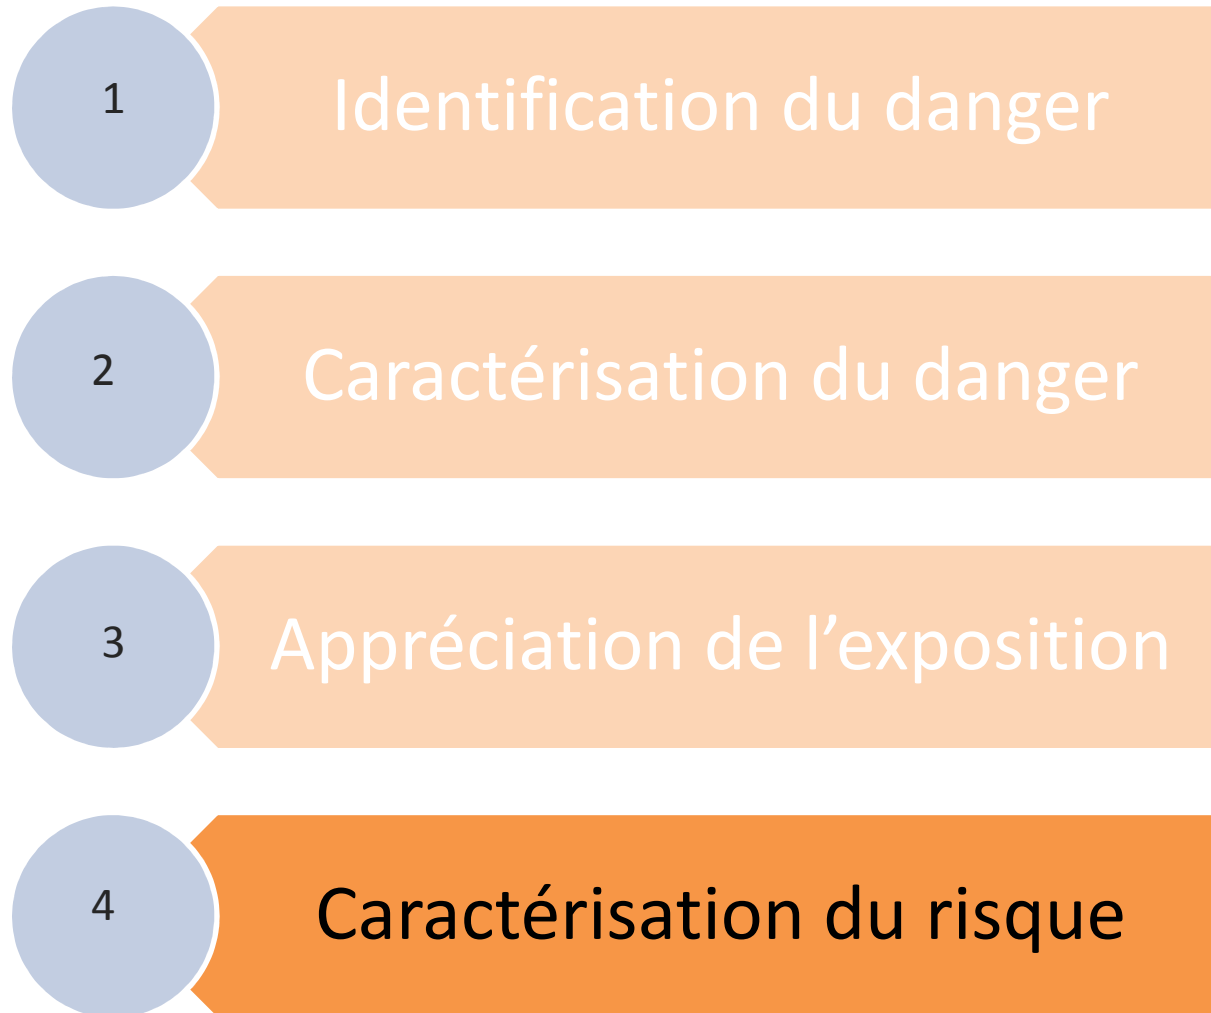 1
Identification du danger
2
Caractérisation du danger
3
Appréciation de l’exposition
4
Caractérisation du risque